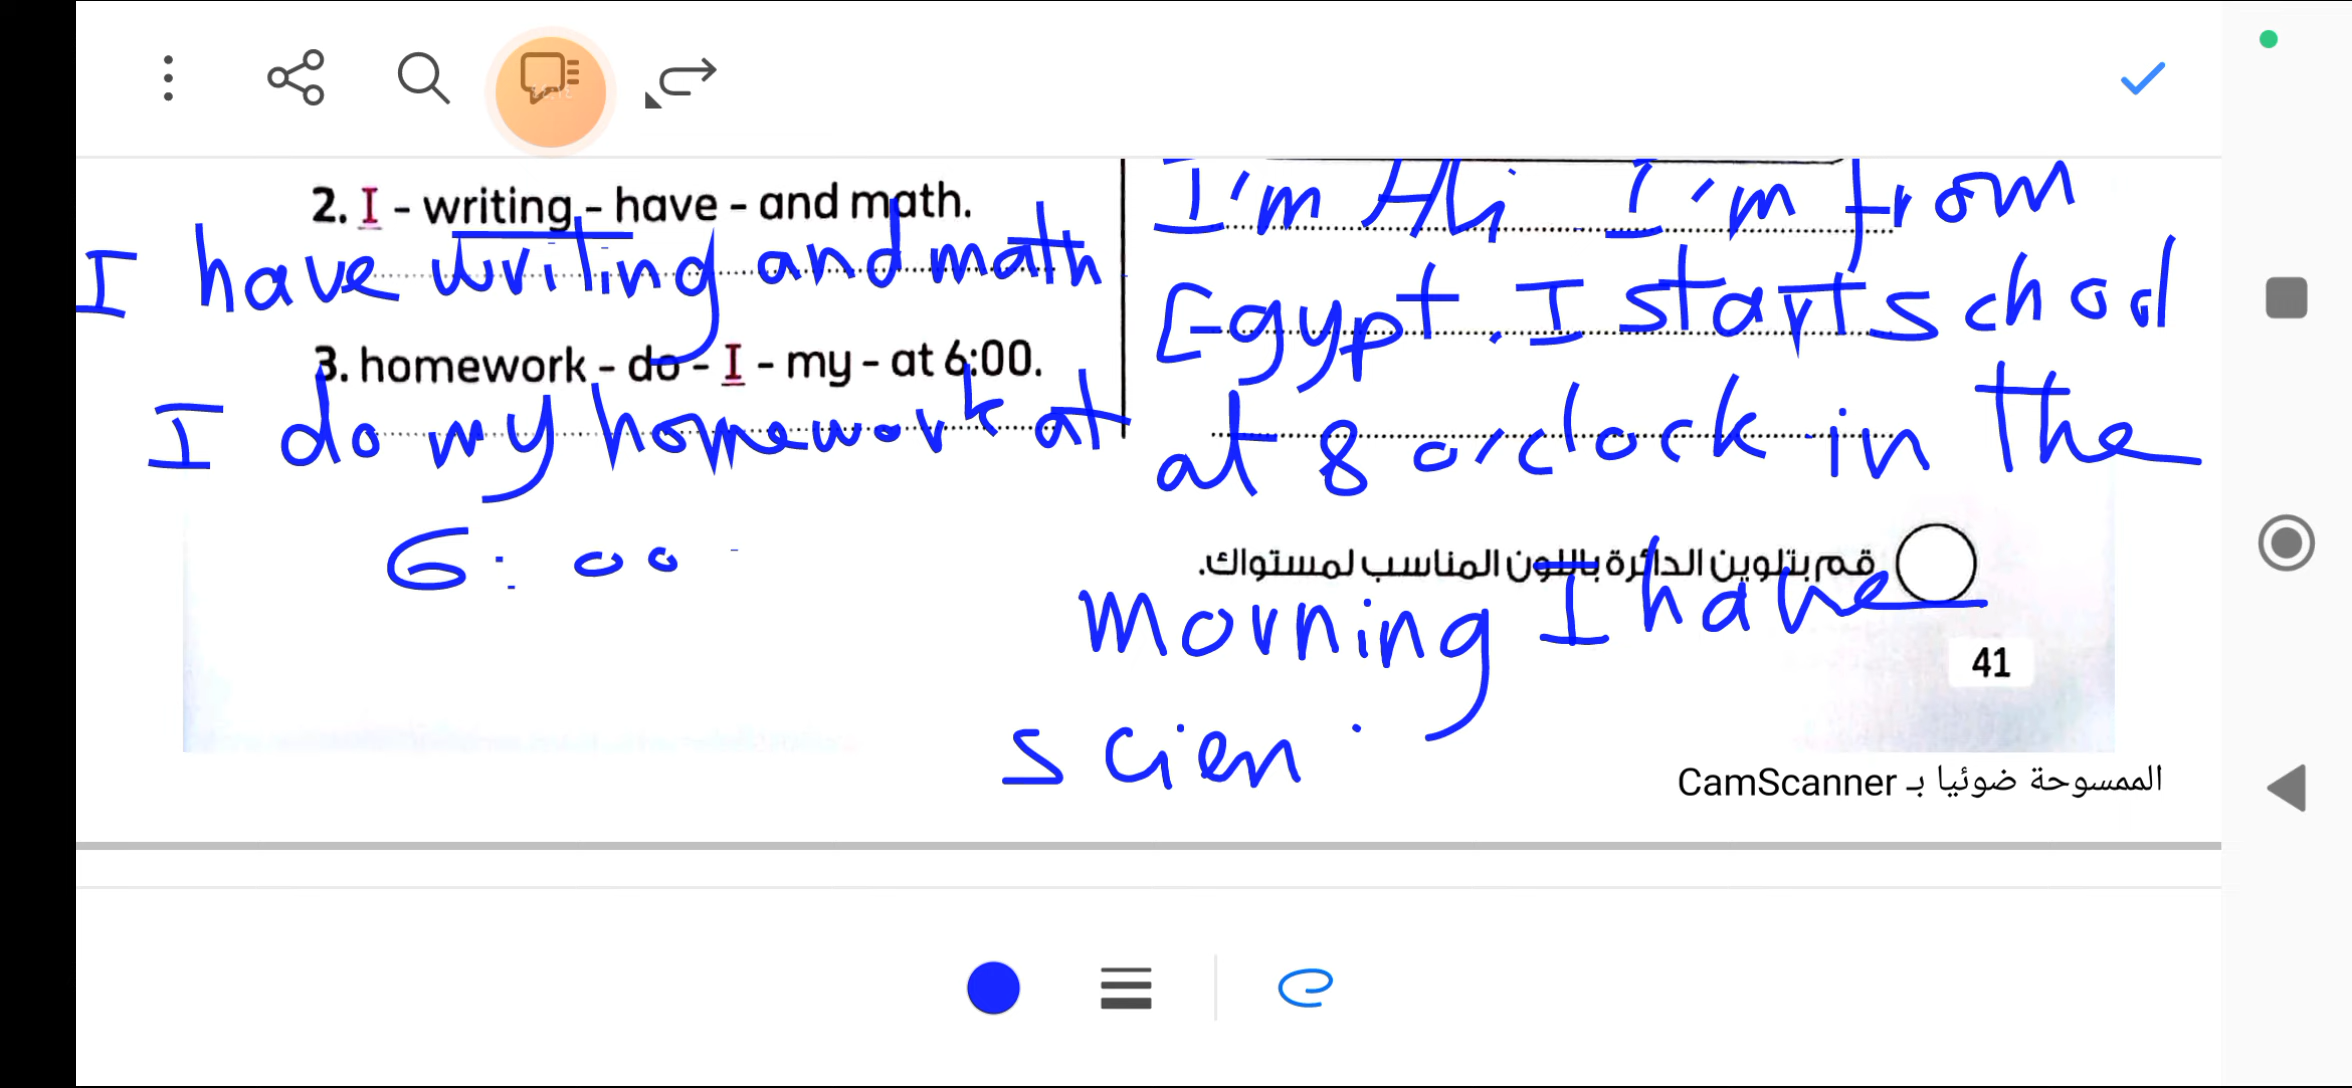 2. I - writing - have - and math.
I have writing and math
3. homework - do - I - my - at 6:00.
I do my homework at
6:00
I'm Ali. I'm from
Egypt. I start school
at 8 o'clock in the
morning I have
scien
قم بتلوين الدائرة باللون المناسب لمستواك.
41
الممسوحة ضوئيا بـ CamScanner